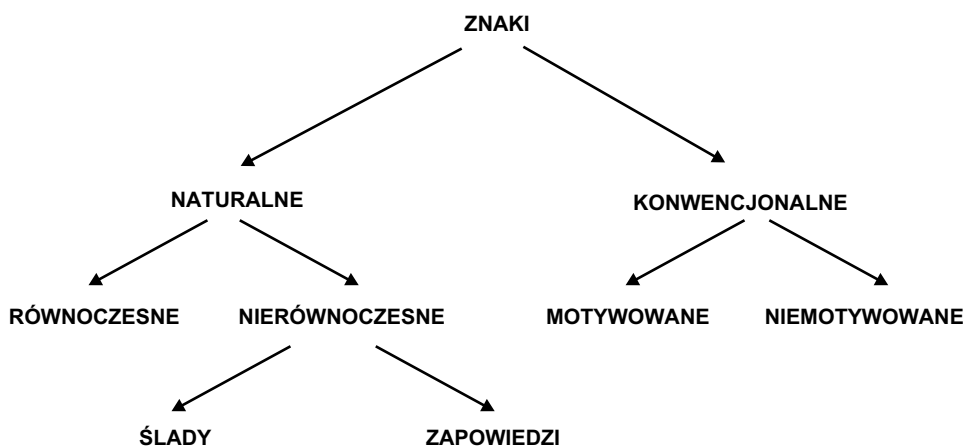 ZNAKI
NATURALNE KONWENCJONALNE
RÓWNOCZESNE NIERÓWNOCZESNE MOTYWOWANE NIEMOTYWOWANE
ŚLADY ZAPOWIEDZI